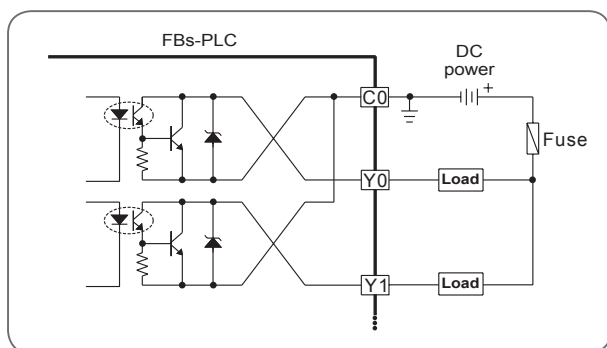 FBs-PLC
DC
power
+
C0
Fuse
Y0
Load
Y1
Load